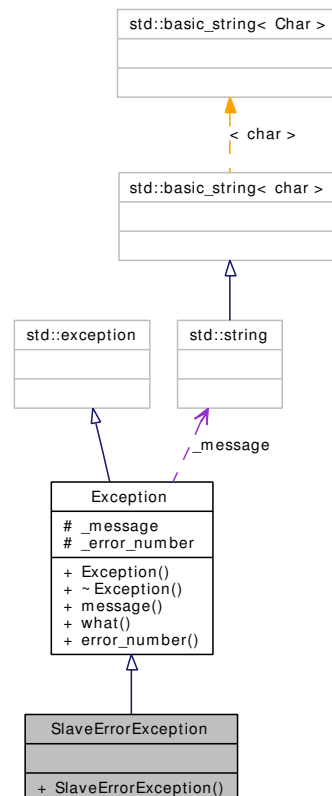 std::basic_string< Char >
< char >
std::basic_string< char>
std::exception
std::string
_message
Exception
# _message
# _error_number
+ Exception()
+ ~Exception()
+ message()
+ what()
+ error_number()
SlaveErrorException
+ SlaveErrorException()